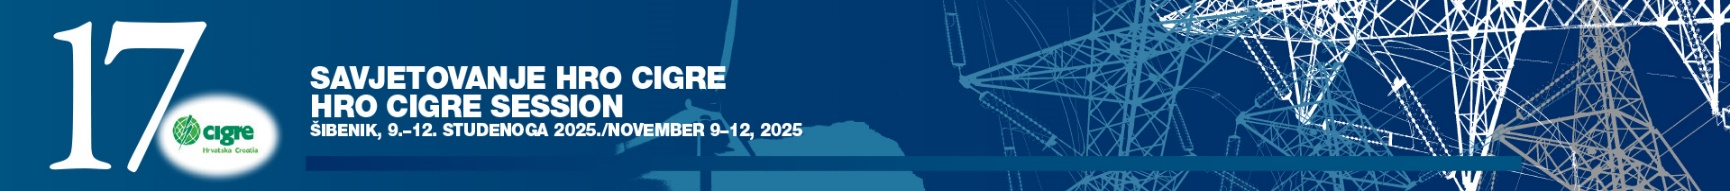 17
cigre
Hrvatska Croatia
SAVJETOVANJE HRO CIGRE
HRO CIGRE SESSION
ŠIBENIK, 9.–12. STUDENOGA 2025./NOVEMBER 9–12, 2025